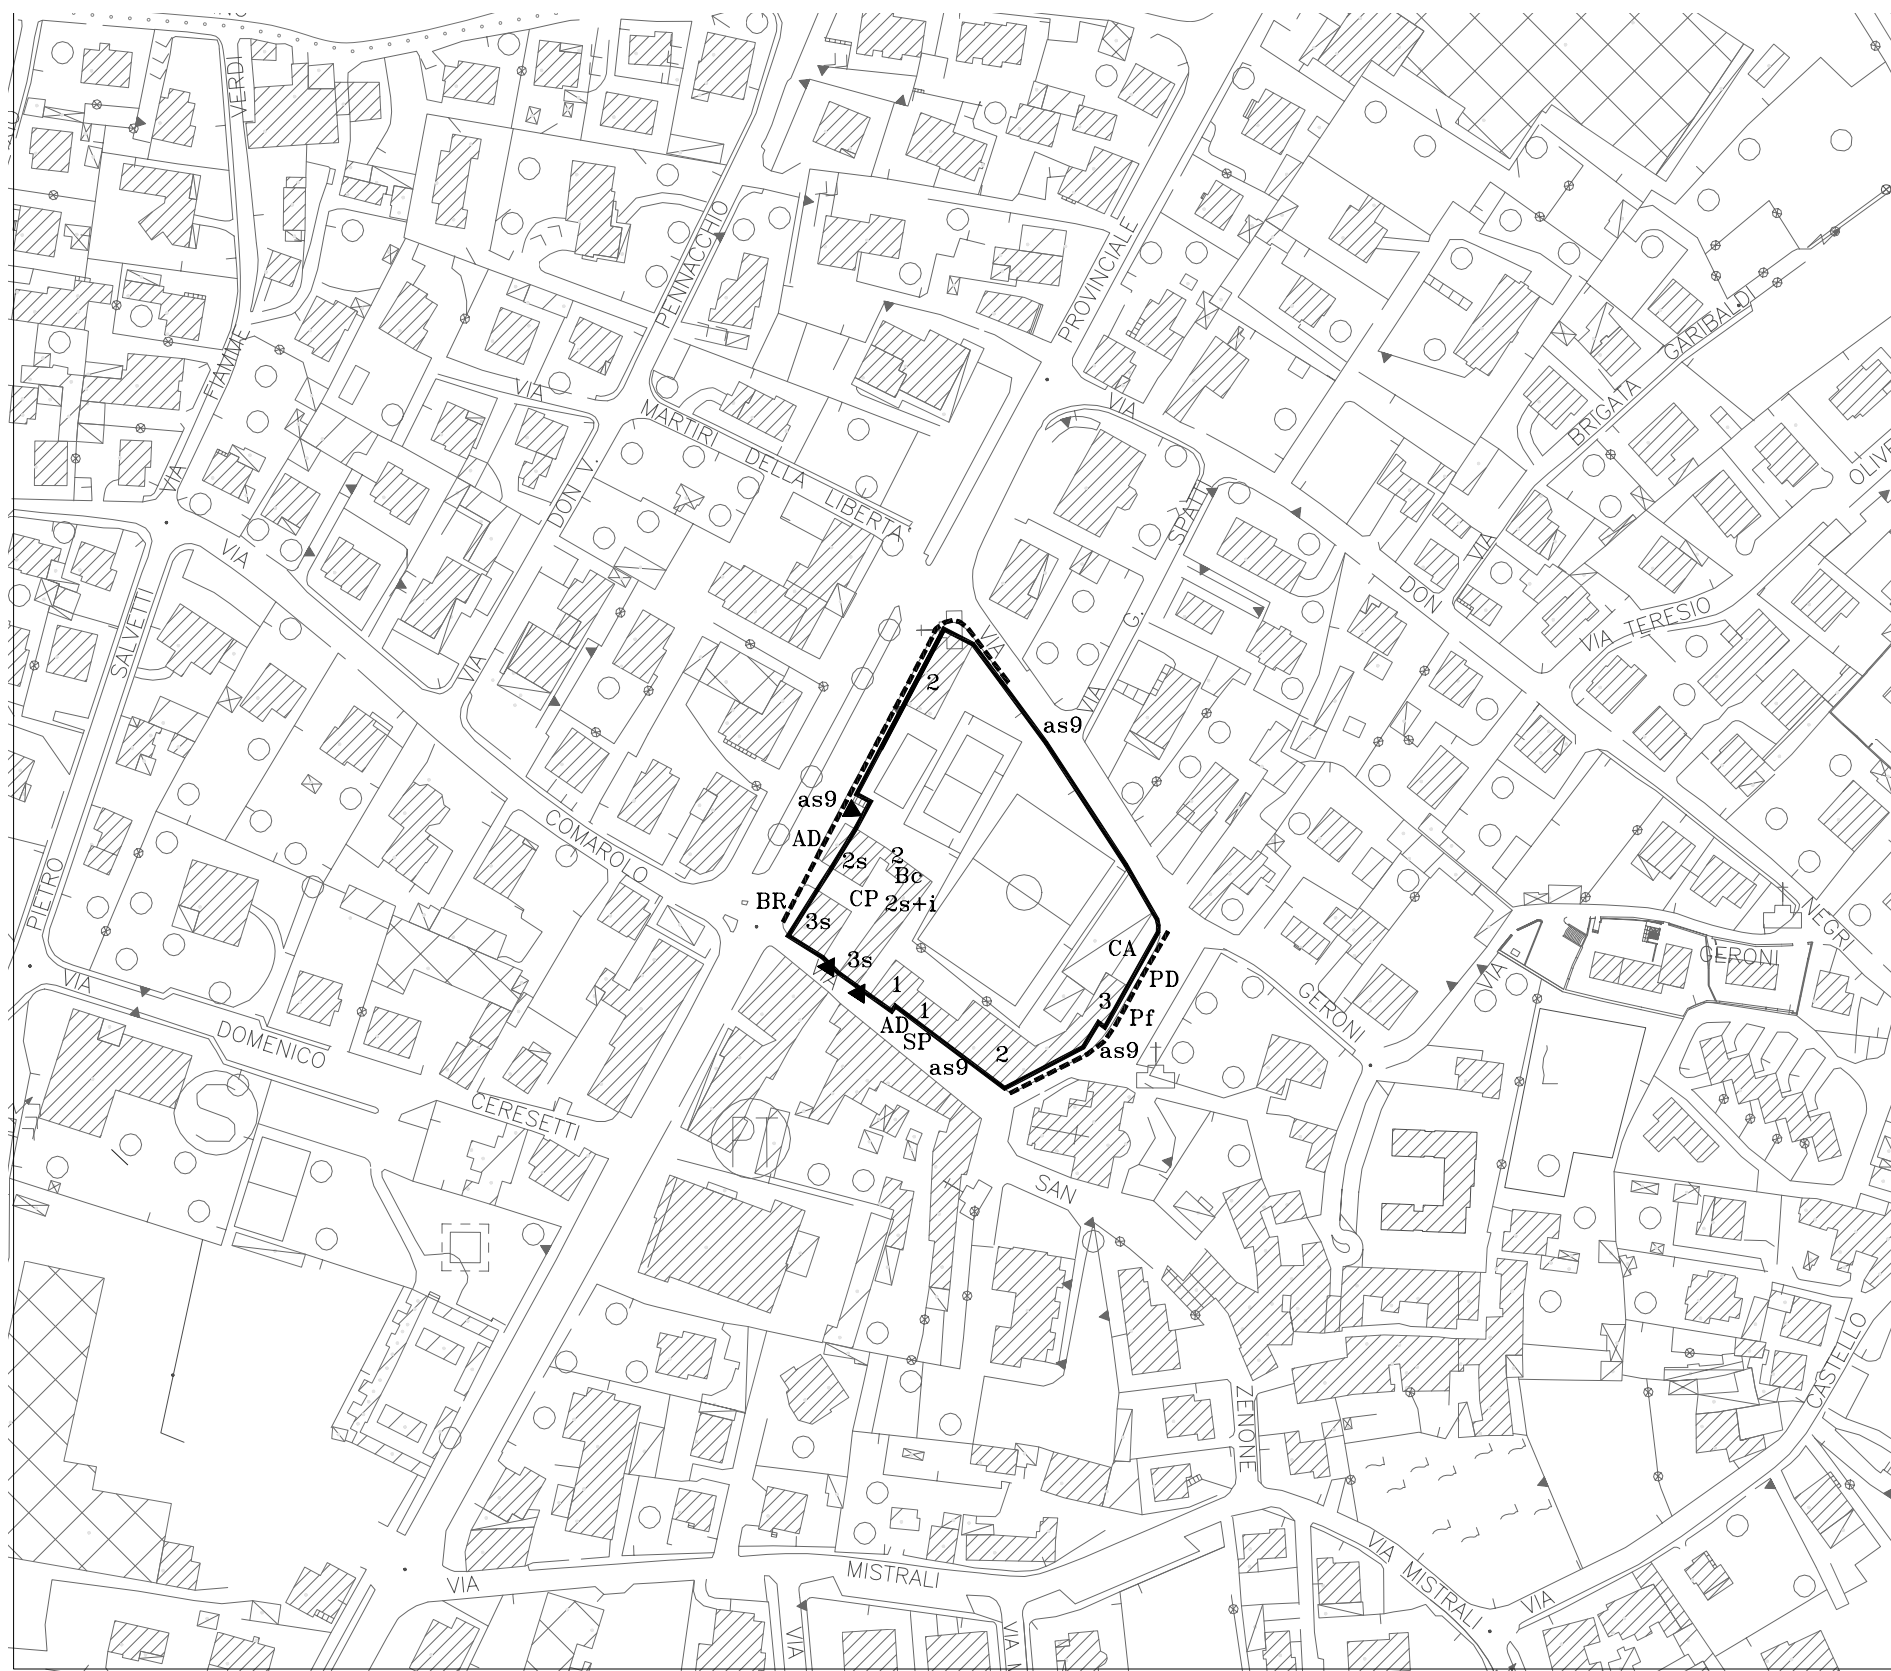 VERDI
PENNACCHIO
PROVINCIALE
FIAMME
VIA
VIA
MARTIRI DELLA LIBERTA'
VIA
BRIGATA GARIBALDI
VIA
DON V.
VIA
VIA
SPATI
VIA
DON
VIA G.
VIA TERESIO
SALVETTI
PIETRO
VIA
VIA
2
as9
as9
AD
2s
2
Bc
CP
2s+i
BR
3s
3s
CA
PD
1
1
3
Pf
AD
SP
as9
2
as9
COMAROLO
NEGRI
GERONI
VIA
GERONI
VIA
DOMENICO
CERESETTI
SAN
ZENONE
CASTELLO
VIA
MISTRALI
VIA MISTRALI
VIA
VIA
VIA